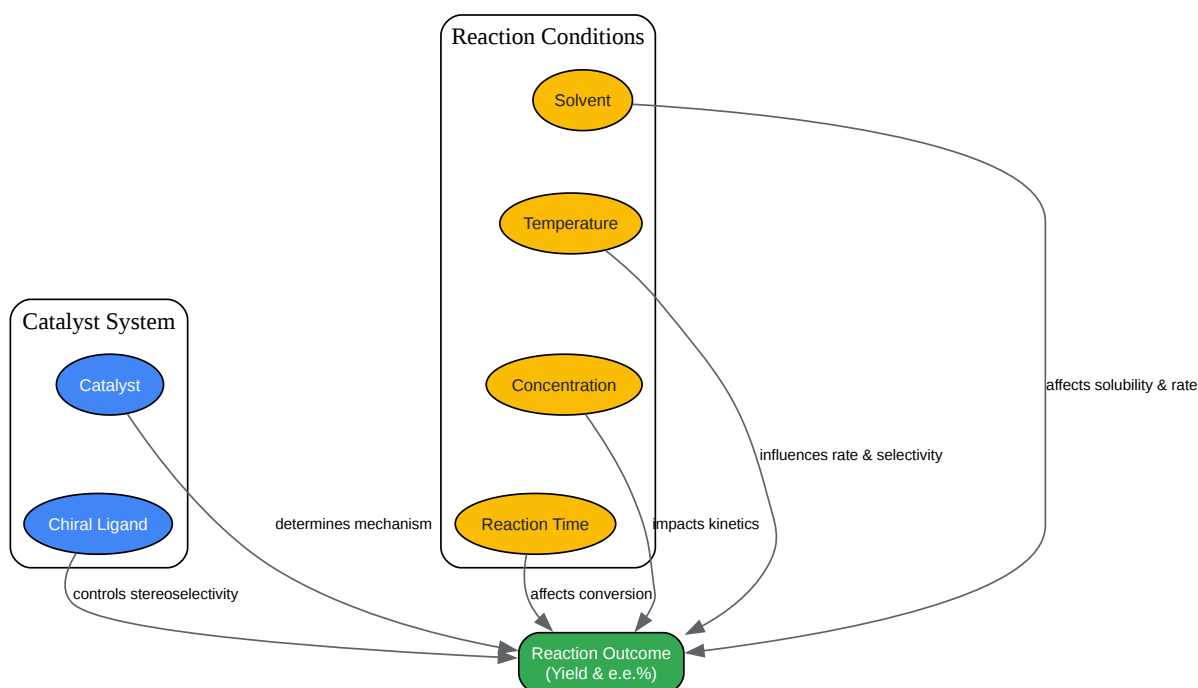 Reaction Conditions
Solvent
Temperature
Catalyst System
Catalyst
Concentration
affects solubility & rate
influences rate & selectivity
Chiral Ligand
determines mechanism
Reaction Time
impacts kinetics
controls stereoselectivity
affects conversion
Reaction Outcome
(Yield & e.e.%)